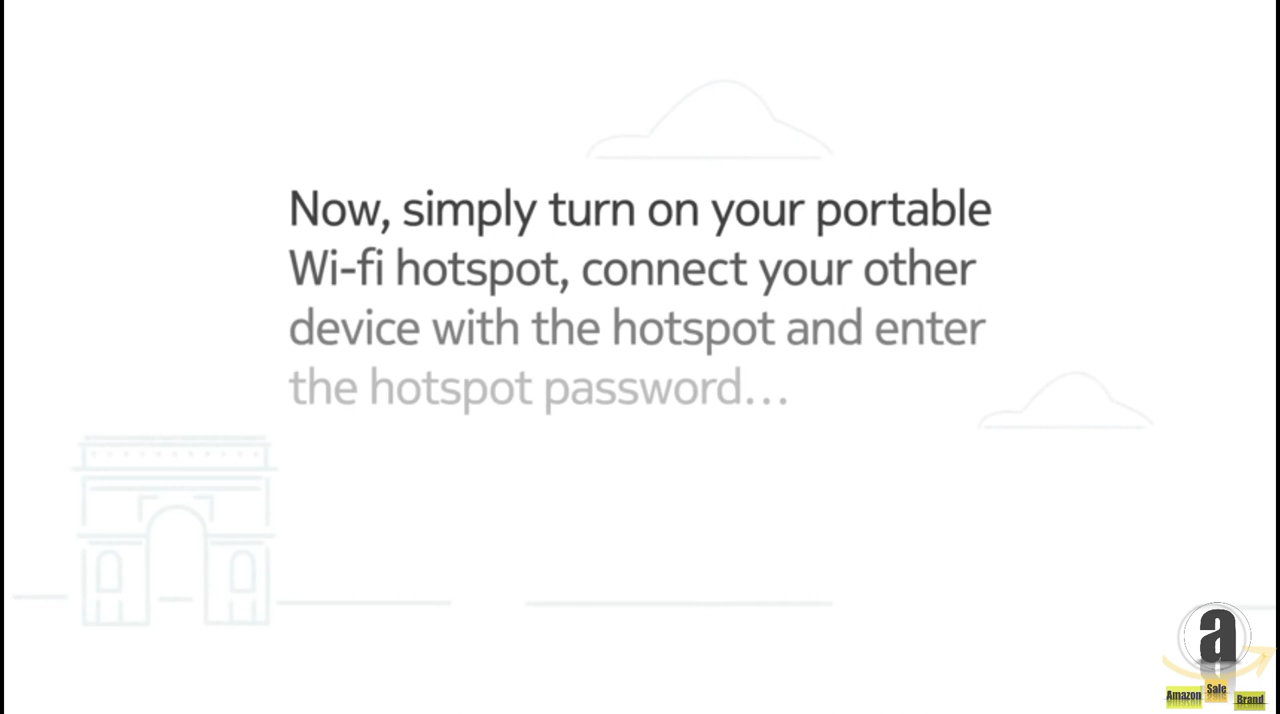 Now, simply turn on your portable
Wi-fi hotspot, connect your other
device with the hotspot and enter
the hotspot password...
a
Amazon Sale Brand